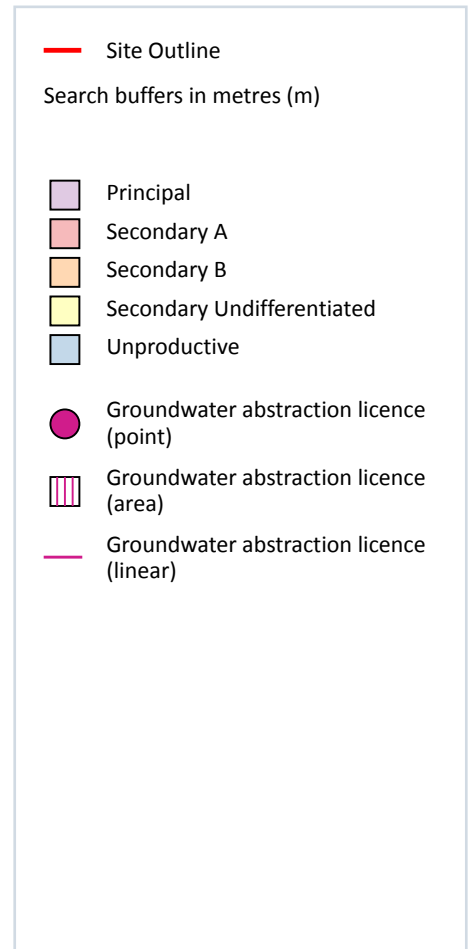 Site Outline
Search buffers in metres (m)
Principal
Secondary A
Secondary B
Secondary Undifferentiated
Unproductive
Groundwater abstraction licence
(point)
Groundwater abstraction licence
(area)
Groundwater abstraction licence
(linear)